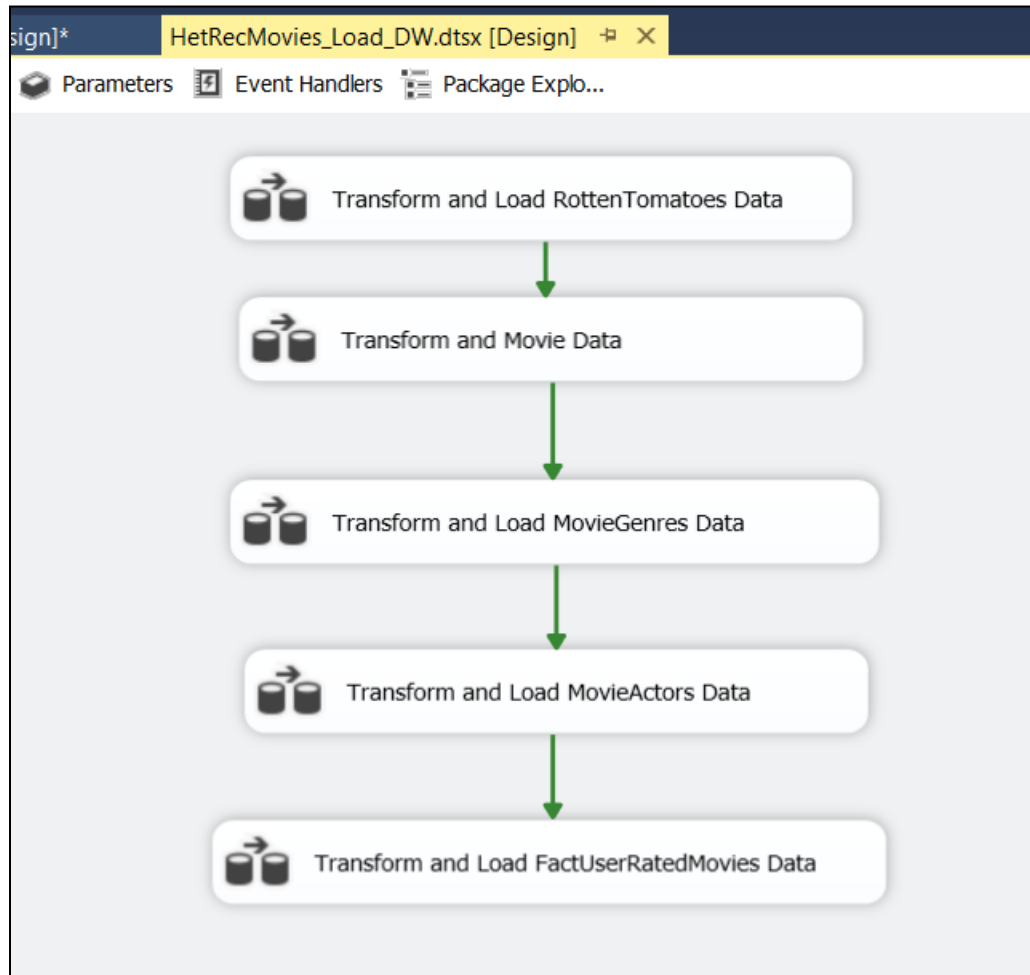 sign]*
HetRecMovies_Load_DW.dtsx [Design]
Parameters Event Handlers Package Explo...
Transform and Load RottenTomatoes Data
Transform and Movie Data
Transform and Load MovieGenres Data
Transform and Load MovieActors Data
Transform and Load FactUserRatedMovies Data